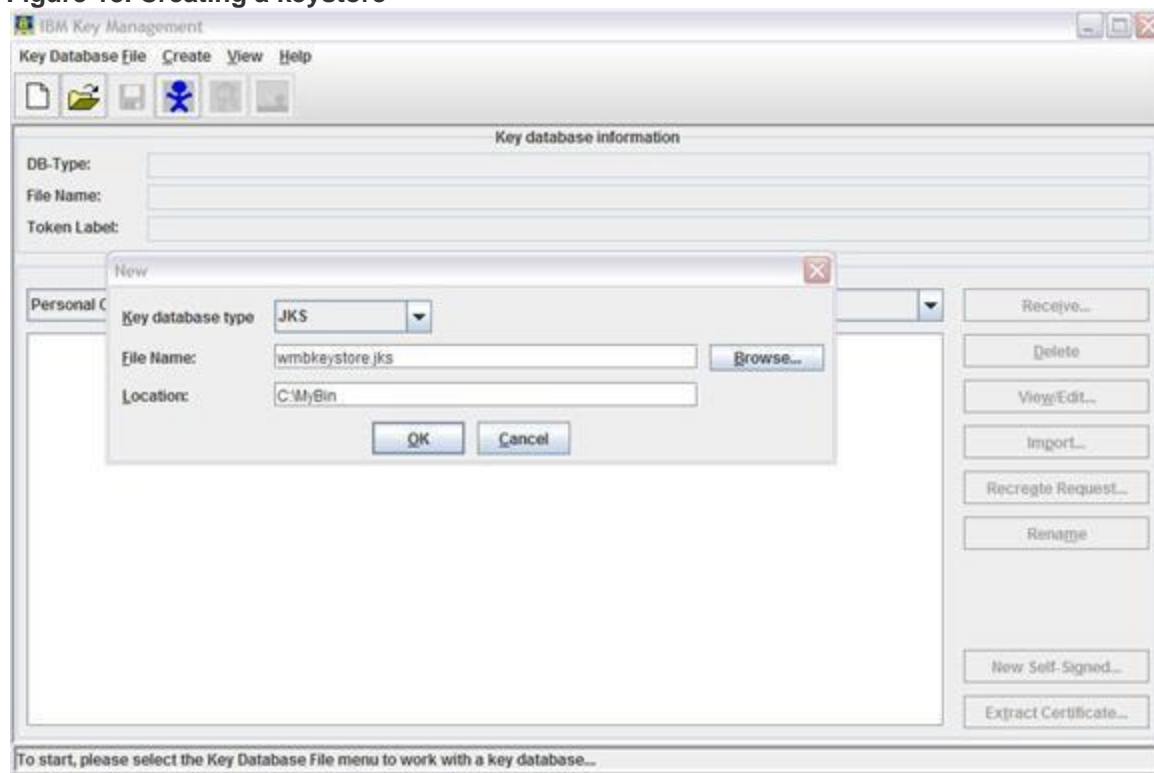 Figure 16. Creating a keystore
IBM Key Management
Key Database File Create View Help
Key database information
DB-Type:
File Name:
Token Label:
New
Personal C
Key database type JKS
File Name: wmbkeystore.jks Browse...
Location: C:\MyBin
OK Cancel
Receive...
Delete
View/Edit...
Import...
Recreate Request...
Rename
New Self-Signed...
Extract Certificate...
To start, please select the Key Database File menu to work with a key database...